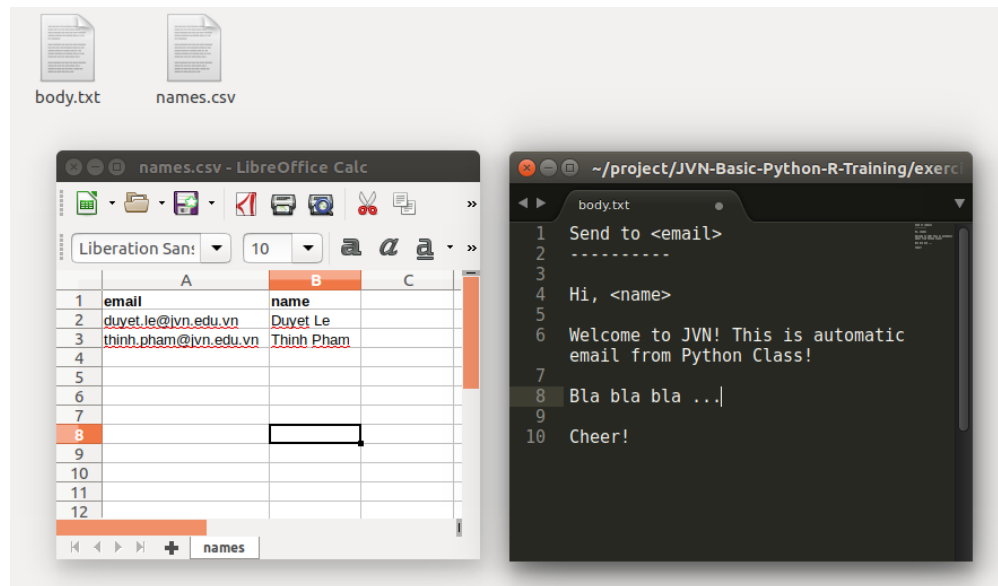 body.txt names.csv
names.csv - LibreOffice Calc
»
Liberation Sans 10 a a a »
A B C
1 email name
2 duyet.le@jvn.edu.vn Duyet Le
3 thinh.pham@jvn.edu.vn Thinh Pham
4
5
6
7
8
9
10
11
12
names
~/project/JVN-Basic-Python-R-Training/exerci
body.txt
1 Send to <email>
2 ----------
3
4 Hi, <name>
5
6 Welcome to JVN! This is automatic
email from Python Class!
7
8 Bla bla bla ...
9
10 Cheer!